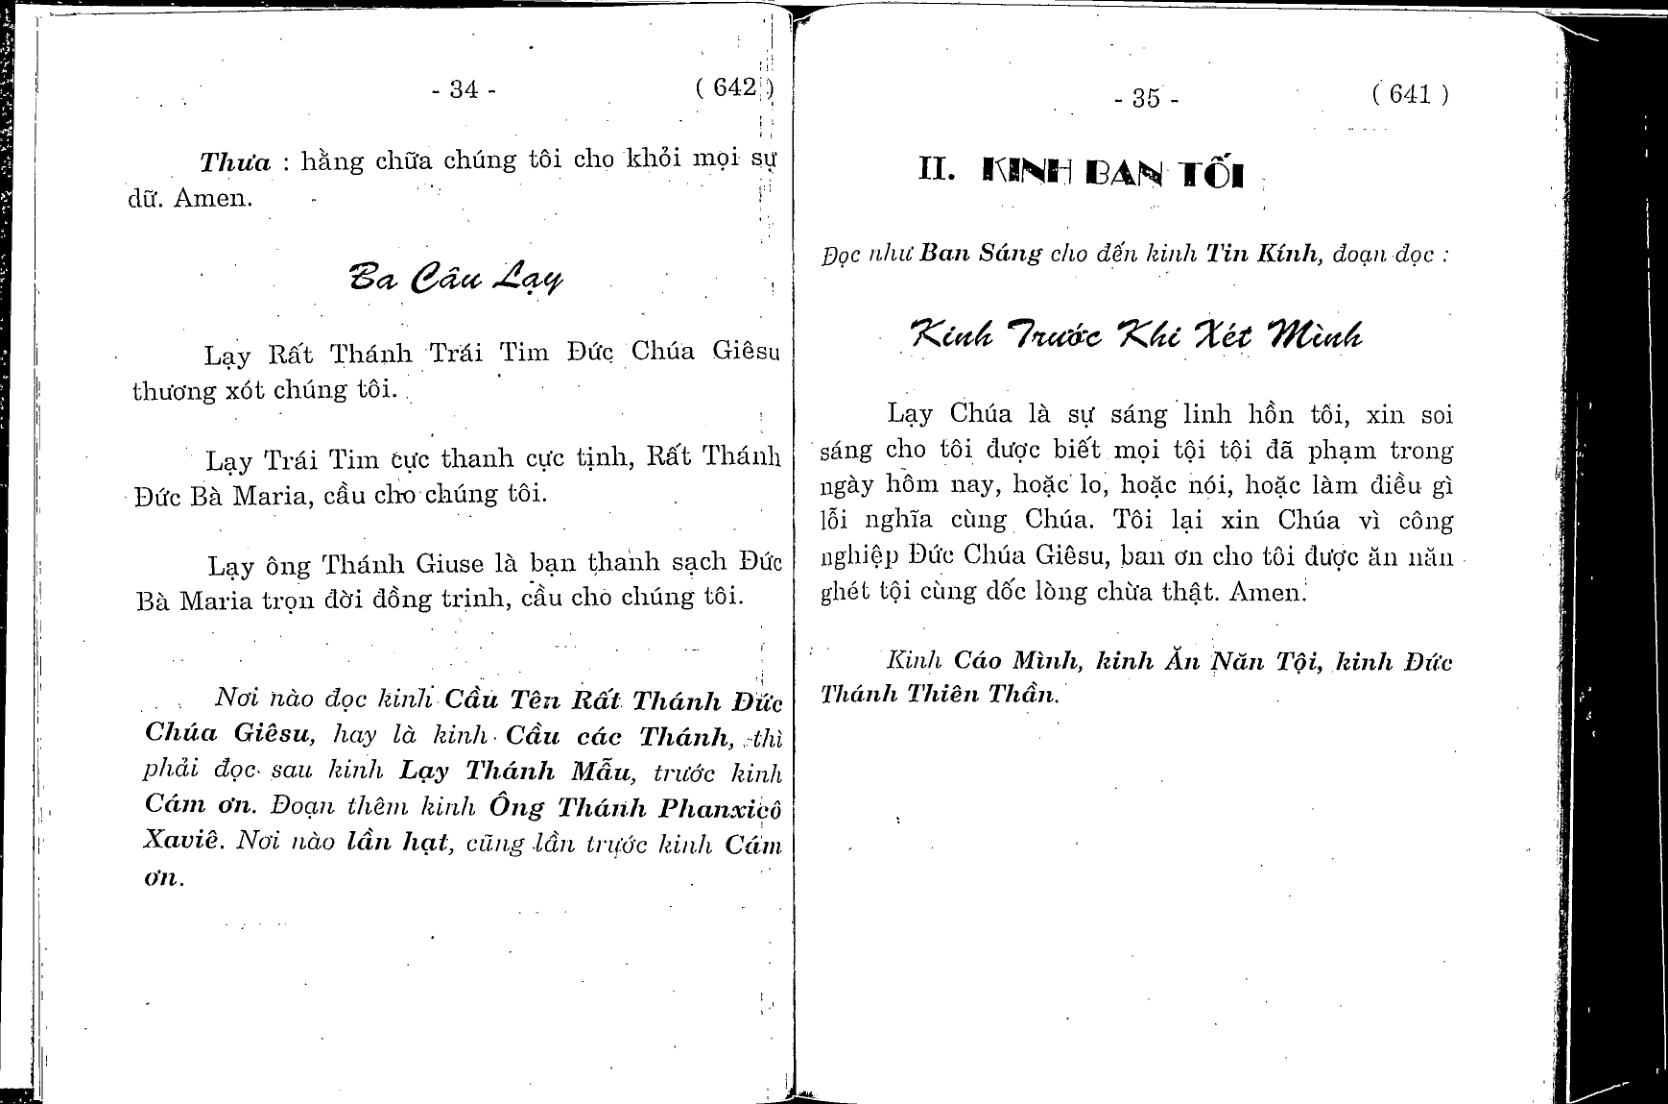 - 34 - ( 642 )
Thưa : hằng chữa chúng tôi cho khỏi mọi sự
dữ. Amen.
Ba Câu Lạy
Lạy Rất Thánh Trái Tim Đức Chúa Giêsu
thương xót chúng tôi.
Lạy Trái Tim cực thanh cực tịnh, Rất Thánh
Đức Bà Maria, cầu cho chúng tôi.
Lạy ông Thánh Giuse là bạn thanh sạch Đức
Bà Maria trọn đời đồng trinh, cầu cho chúng tôi.
Nơi nào đọc kinh Cầu Tên Rất Thánh Đức
Chúa Giêsu, hay là kinh Cầu các Thánh, thì
phải đọc sau kinh Lạy Thánh Mẫu, trước kinh
Cám ơn. Đoạn thêm kinh Ông Thánh Phanxicô
Xaviê. Nơi nào lần hạt, cũng lần trước kinh Cám
ơn.
- 35 - ( 641 )
II. KINH BAN TỐI
Đọc như Ban Sáng cho đến kinh Tin Kính, đoạn đọc :
Kinh Trước Khi Xét Mình
Lạy Chúa là sự sáng linh hồn tôi, xin soi
sáng cho tôi được biết mọi tội tội đã phạm trong
ngày hôm nay, hoặc lo, hoặc nói, hoặc làm điều gì
lỗi nghĩa cùng Chúa. Tôi lại xin Chúa vì công
nghiệp Đức Chúa Giêsu, ban ơn cho tôi được ăn năn
ghét tội cùng dốc lòng chừa thật. Amen.
Kinh Cáo Mình, kinh Ăn Năn Tội, kinh Đức
Thánh Thiên Thần.